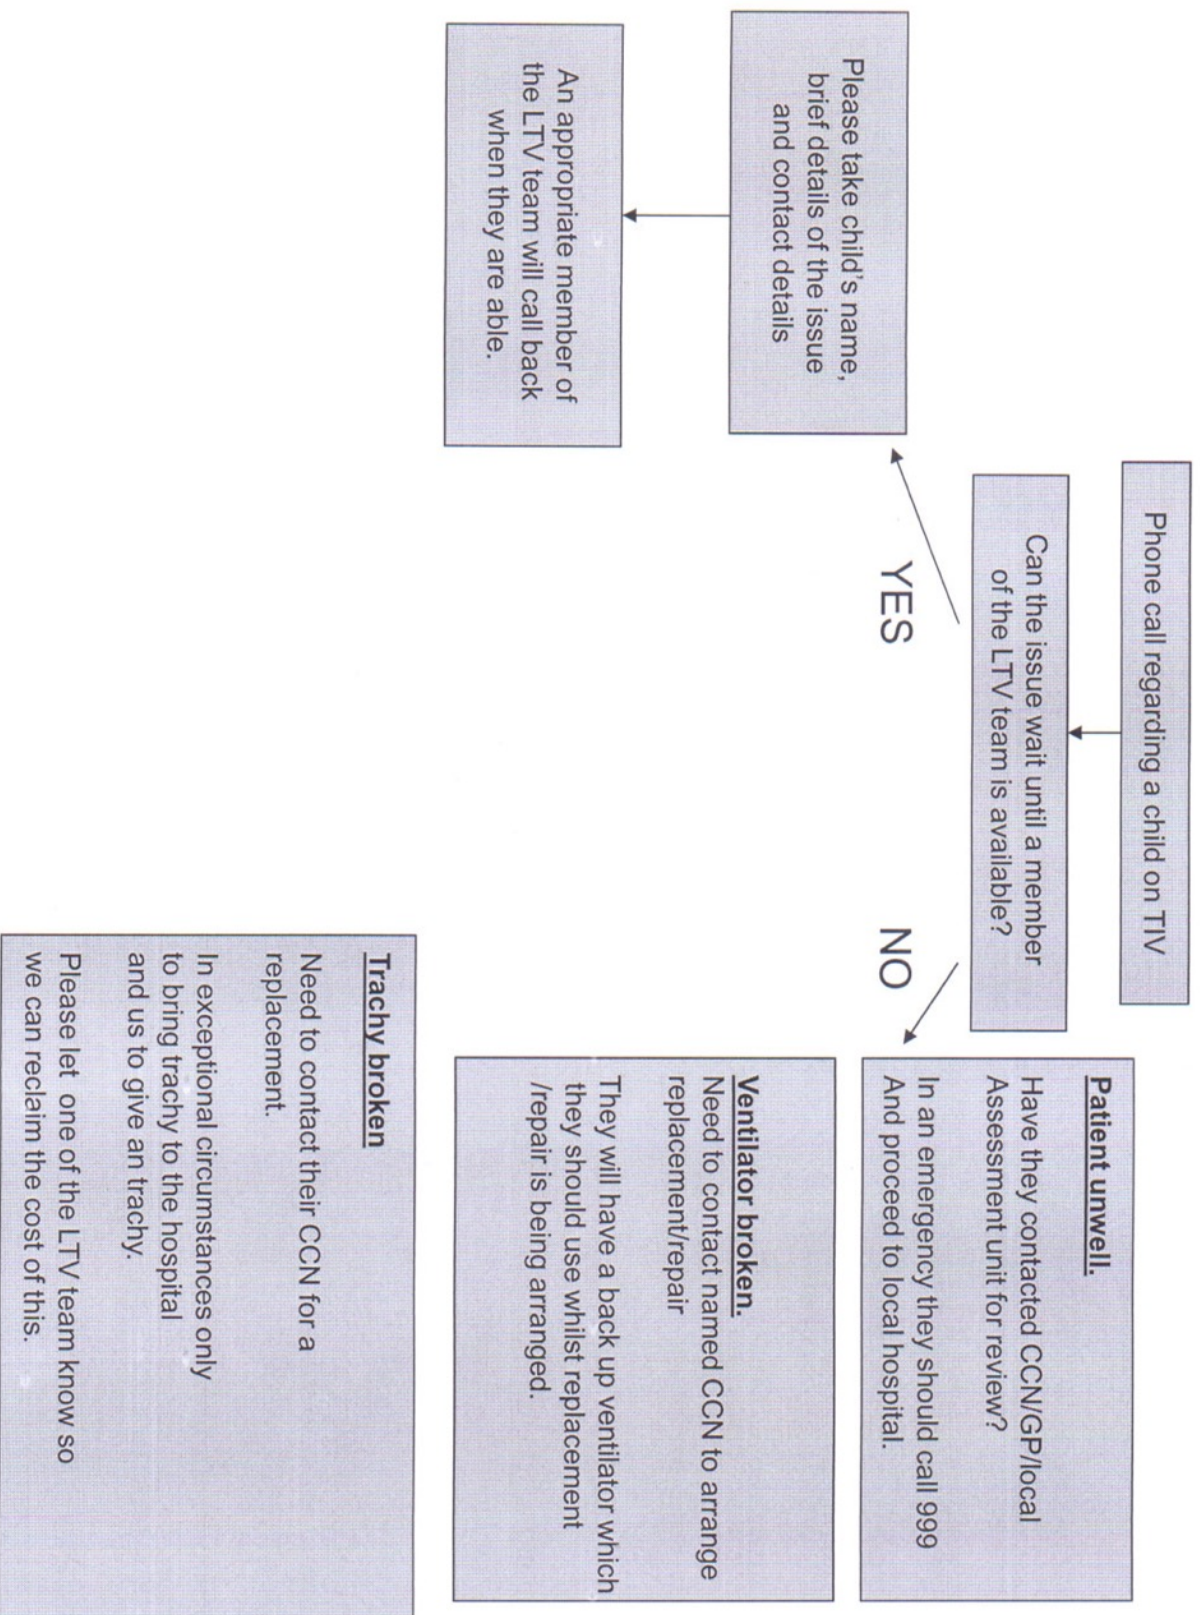 Phone call regarding a child on TIV
Can the issue wait until a member
of the LTV team is available?
YES
NO
Please take child's name,
brief details of the issue
and contact details
An appropriate member of
the LTV team will call back
when they are able.
Patient unwell.
Have they contacted CCN/GP/local
Assessment unit for review?
In an emergency they should call 999
And proceed to local hospital.
Ventilator broken.
Need to contact named CCN to arrange
replacement/repair
They will have a back up ventilator which
they should use whilst replacement
/repair is being arranged.
Trachy broken
Need to contact their CCN for a
replacement.
In exceptional circumstances only
to bring trachy to the hospital
and us to give an trachy.
Please let one of the LTV team know so
we can reclaim the cost of this.